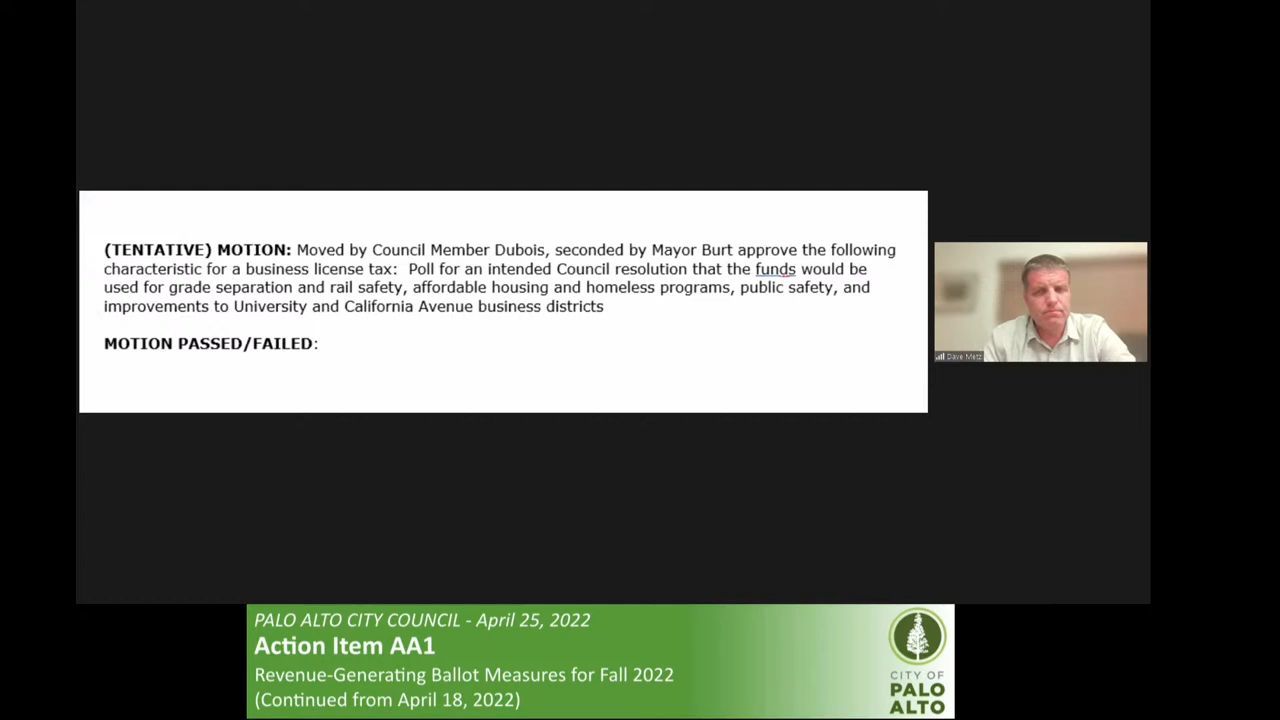 (TENTATIVE) MOTION: Moved by Council Member Dubois, seconded by Mayor Burt approve the following
characteristic for a business license tax: Poll for an intended Council resolution that the funds would be
used for grade separation and rail safety, affordable housing and homeless programs, public safety, and
improvements to University and California Avenue business districts
MOTION PASSED/FAILED:
Dave Metz
PALO ALTO CITY COUNCIL - April 25, 2022
Action Item AA1
Revenue-Generating Ballot Measures for Fall 2022
(Continued from April 18, 2022)
CITY OF
PALO
ALTO